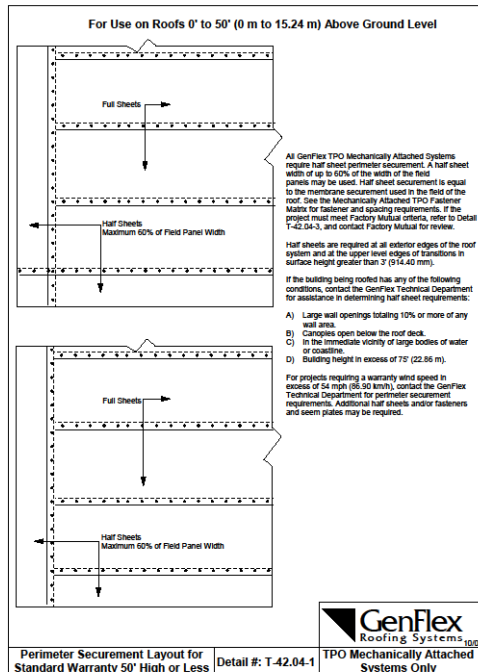 For Use on Roofs 0' to 50' (0 m to 15.24 m) Above Ground Level
Full Sheets
Half Sheets
Maximum 60% of Field Panel Width
All GenFlex TPO Mechanically Attached Systems
require half sheet perimeter securement. A half sheet
width of up to 60% of the width of the field
panels may be used. Half sheet securement is equal
to the membrane securement used in the field of the
roof. See the Mechanically Attached TPO Fastener
Matrix for fastener and spacing requirements. If the
project must meet Factory Mutual criteria, refer to Detail
T-42.04-3, and contact Factory Mutual for review.
Half sheets are required at all exterior edges of the roof
system and at the upper level edges of transitions in
surface height greater than 3' (914.40 mm).
If the building being roofed has any of the following
conditions, contact the GenFlex Technical Department
for assistance in determining half sheet requirements:
A) Large wall openings totaling 10% or more of any
wall area.
B) Canopies open below the roof deck.
C) In the immediate vicinity of large bodies of water
or coastline.
D) Building height in excess of 75' (22.86 m).
For projects requiring a warranty wind speed in
excess of 54 mph (86.90 km/h), contact the GenFlex
Technical Department for perimeter securement
requirements. Additional half sheets and/or fasteners
and seem plates may be required.
Full Sheets
Half Sheets
Maximum 60% of Field Panel Width
GenFlex
Roofing Systems
Perimeter Securement Layout for
Standard Warranty 50' High or Less
Detail #: T-42.04-1
TPO Mechanically Attached
Systems Only